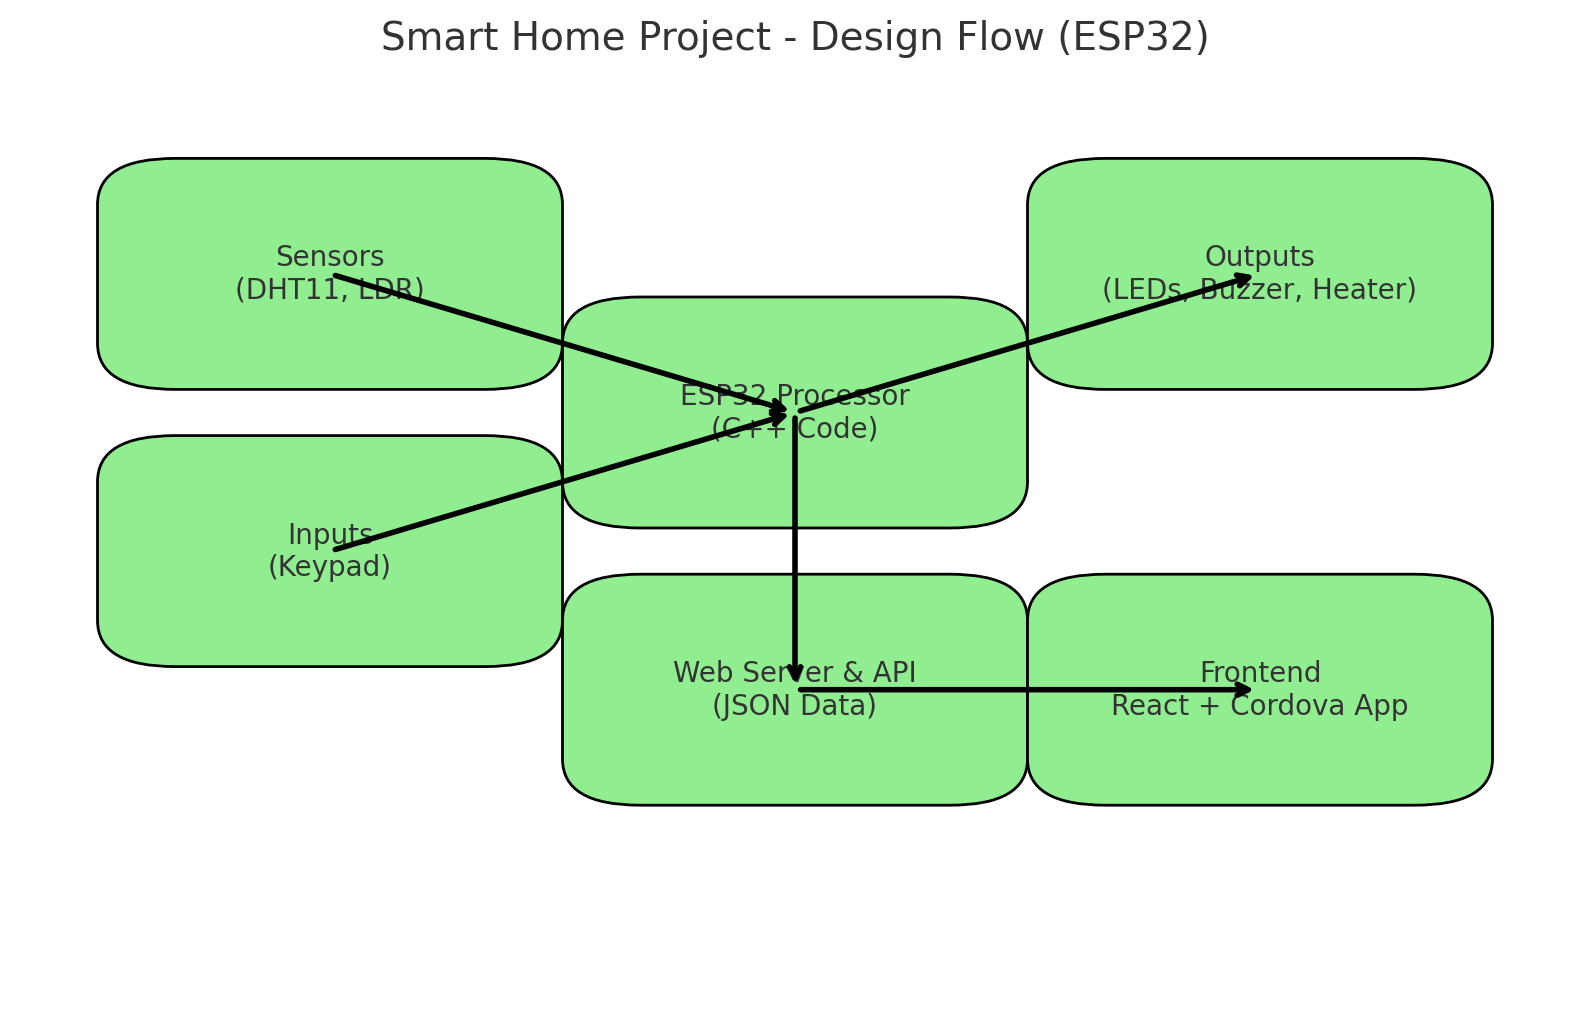 Smart Home Project - Design Flow (ESP32)
Sensors
(DHT11, LDR)
Outputs
(LEDs, Buzzer, Heater)
ESP32 Processor
(C++ Code)
Inputs
(Keypad)
Web Server & API
(JSON Data)
Frontend
React + Cordova App